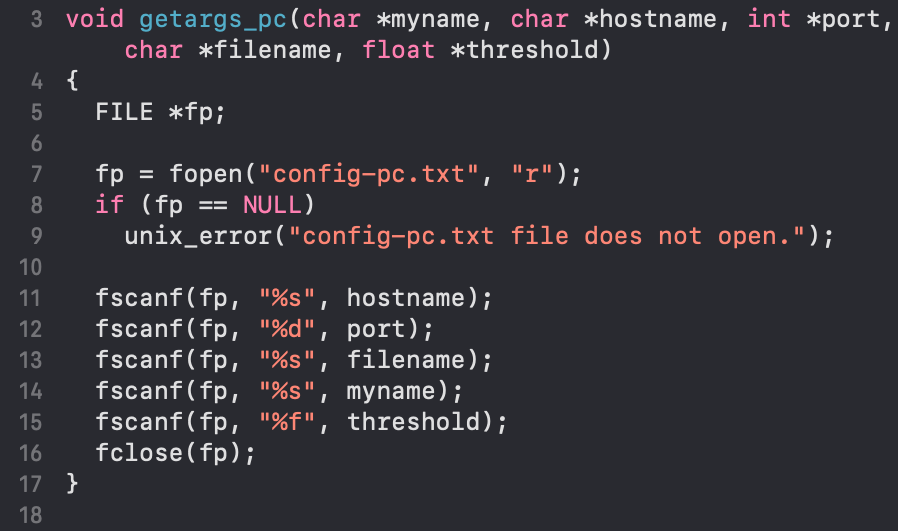 3 void getargs_pc(char *myname, char *hostname, int *port,
char *filename, float *threshold)
4 {
5 FILE *fp;
6
7 fp = fopen("config-pc.txt", "r");
8 if (fp == NULL)
9 unix_error("config-pc.txt file does not open.");
10
11 fscanf(fp, "%s", hostname);
12 fscanf(fp, "%d", port);
13 fscanf(fp, "%s", filename);
14 fscanf(fp, "%s", myname);
15 fscanf(fp, "%f", threshold);
16 fclose(fp);
17 }
18